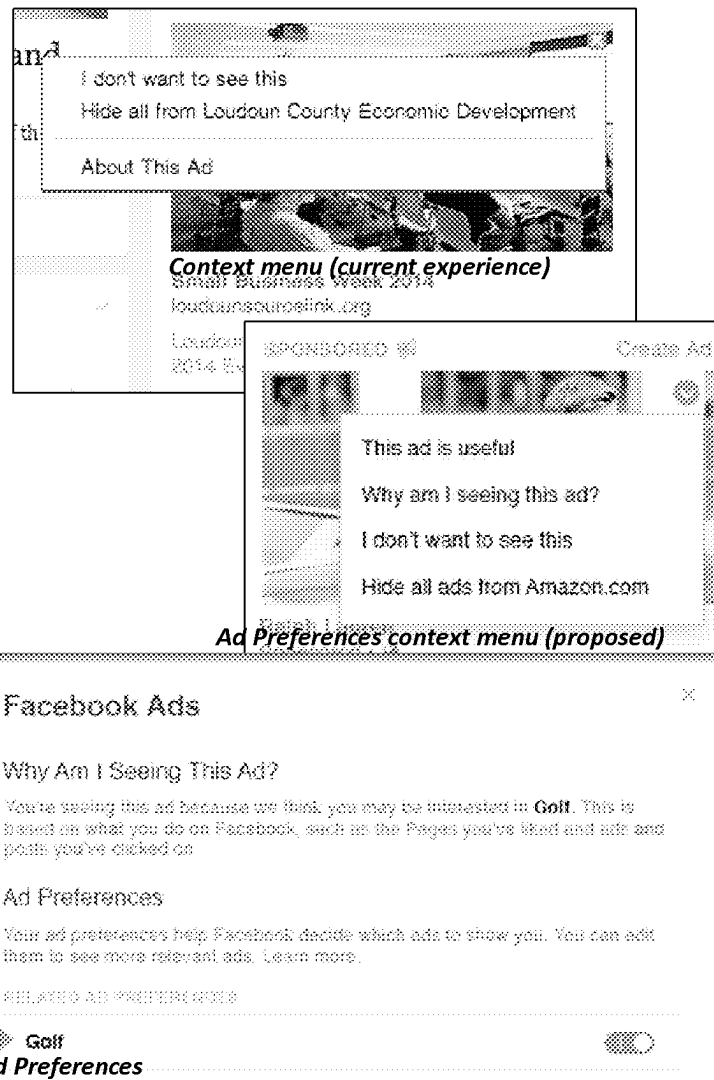 and
I don't want to see this
Hide all from Loudoun County Economic Development
f th
About This Ad
Context menu (current experience)
Small Business Week 2014
loudounsourcelink.org
Loudoun
2014 Ev
SPONSORED
Create Ad
This ad is useful
Why am I seeing this ad?
I don't want to see this
Hide all ads from Amazon.com
Ad Preferences context menu (proposed)
Facebook Ads
Why Am I Seeing This Ad?
You're seeing this ad because we think you may be interested in Golf. This is
based on what you do on Facebook, such as the Pages you've liked and ads and
posts you've clicked on
Ad Preferences
Your ad preferences help Facebook decide which ads to show you. You can edit
them to see more relevant ads. Learn more.
RELATED AD PREFERENCES
Golf
d Preferences